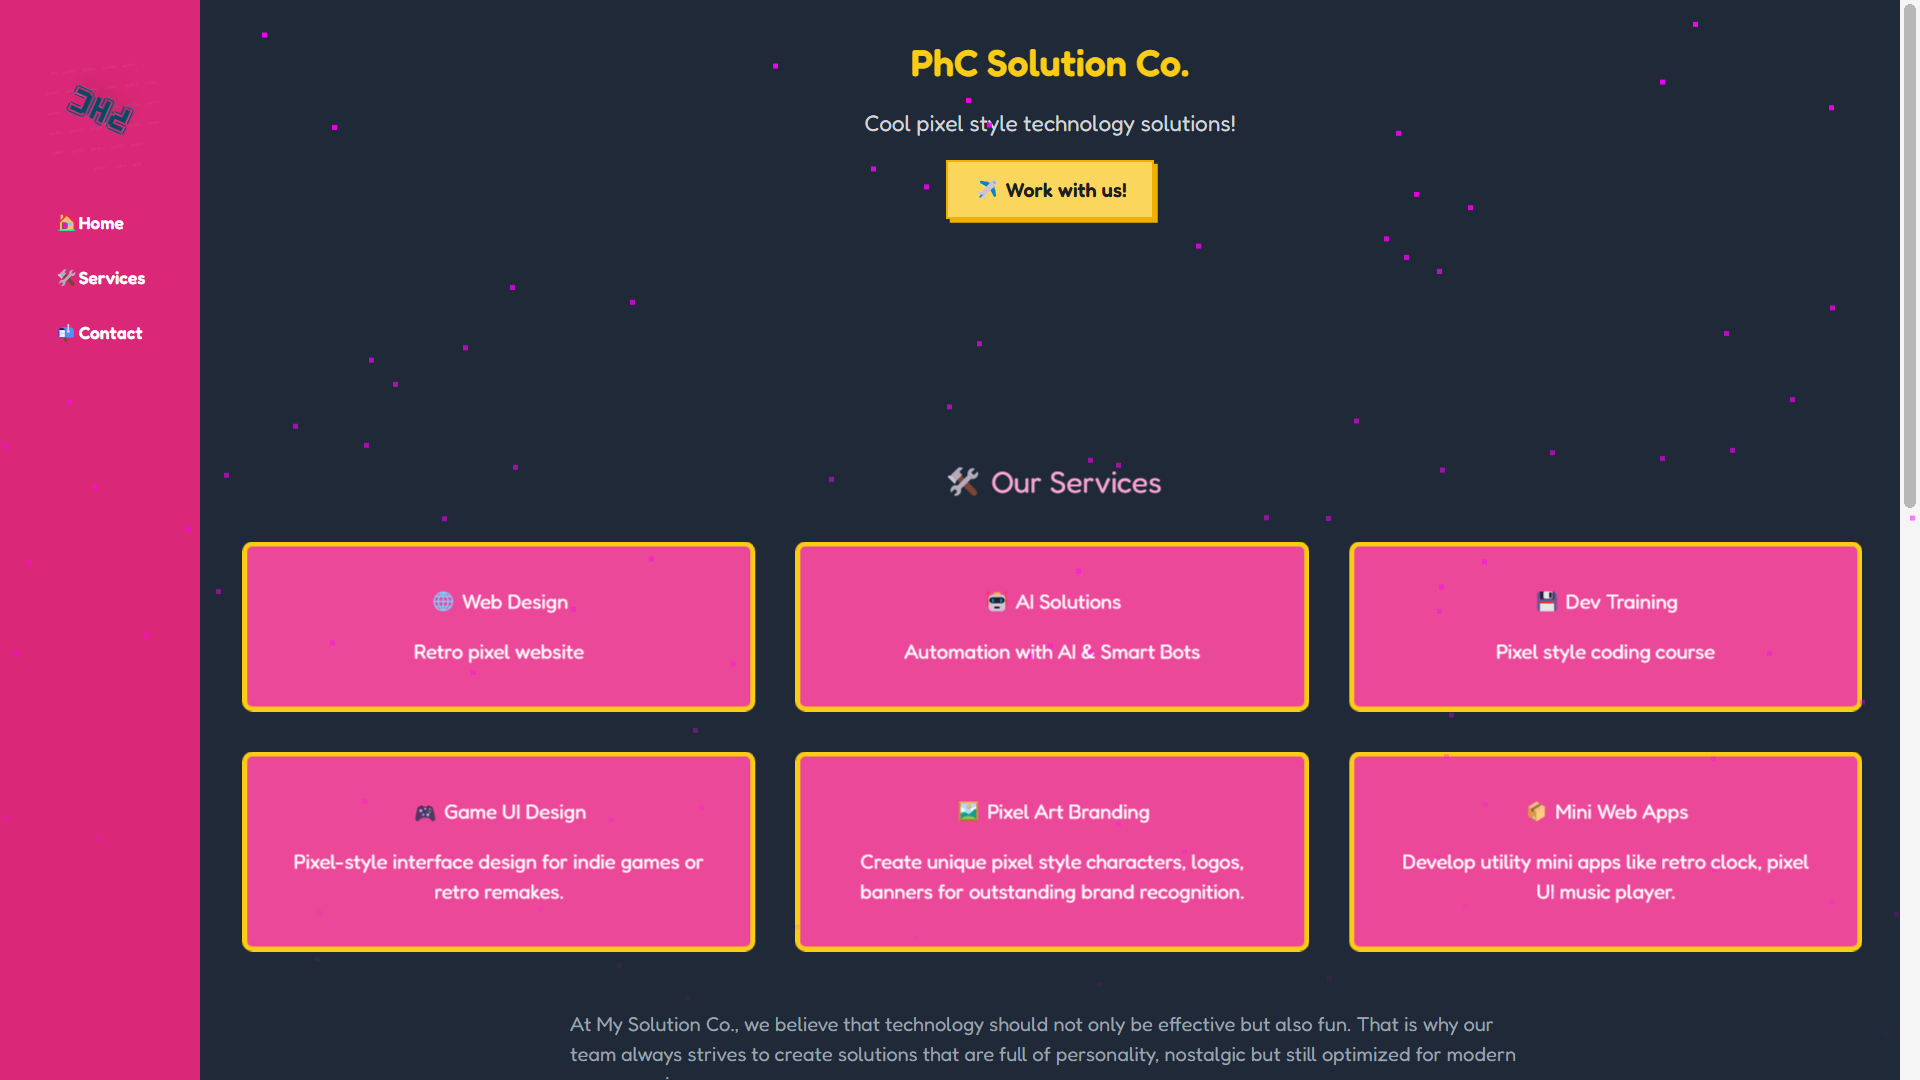 PHC
Home
Services
Contact
PhC Solution Co.
Cool pixel style technology solutions!
Work with us!
Our Services
Web Design
Retro pixel website
AI Solutions
Automation with AI & Smart Bots
Dev Training
Pixel style coding course
Game UI Design
Pixel-style interface design for indie games or
retro remakes.
Pixel Art Branding
Create unique pixel style characters, logos,
banners for outstanding brand recognition.
Mini Web Apps
Develop utility mini apps like retro clock, pixel
UI music player.
At My Solution Co., we believe that technology should not only be effective but also fun. That is why our
team always strives to create solutions that are full of personality, nostalgic but still optimized for modern